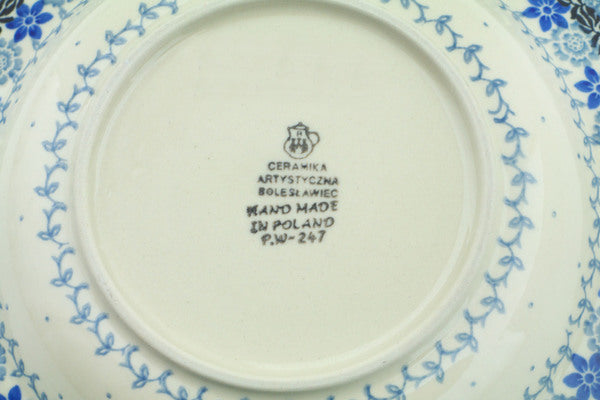 CERAMIKA
ARTYSTYCZNA
BOLESŁAWIEC
HAND MADE
IN POLAND
P.W-247